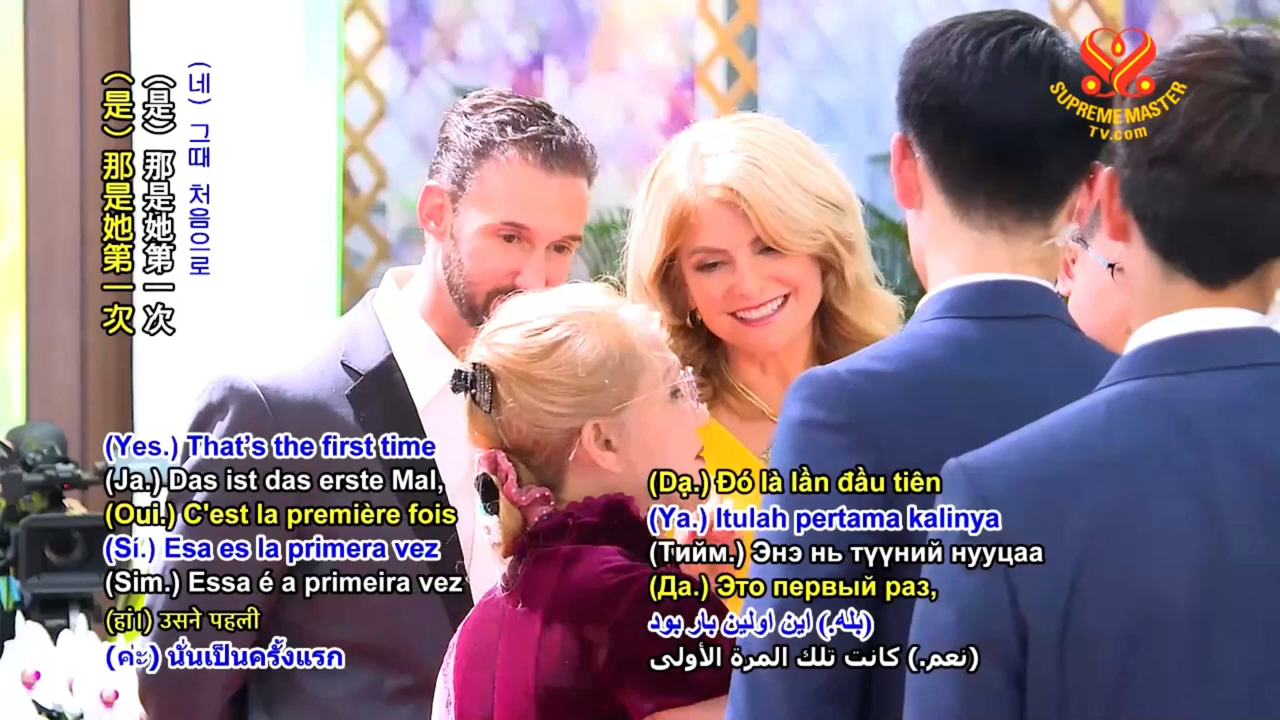 (네) 그때 처음으로
(是) 那是她第一次
(是) 那是她第一次
SUPREME MASTER
TV.com
(Yes.) That's the first time
(Ja.) Das ist das erste Mal,
(Oui.) C'est la première fois
(Sí.) Esa es la primera vez
(Sim.) Essa é a primeira vez
(हां।) उसने पहली
(ค่ะ) นั่นเป็นครั้งแรก
(Dạ.) Đó là lần đầu tiên
(Ya.) Itulah pertama kalinya
(Тийм.) Энэ нь түүний нууцаа
(Да.) Это первый раз,
(بله.) این اولین بار بود
(نعم.) كانت تلك المرة الأولى